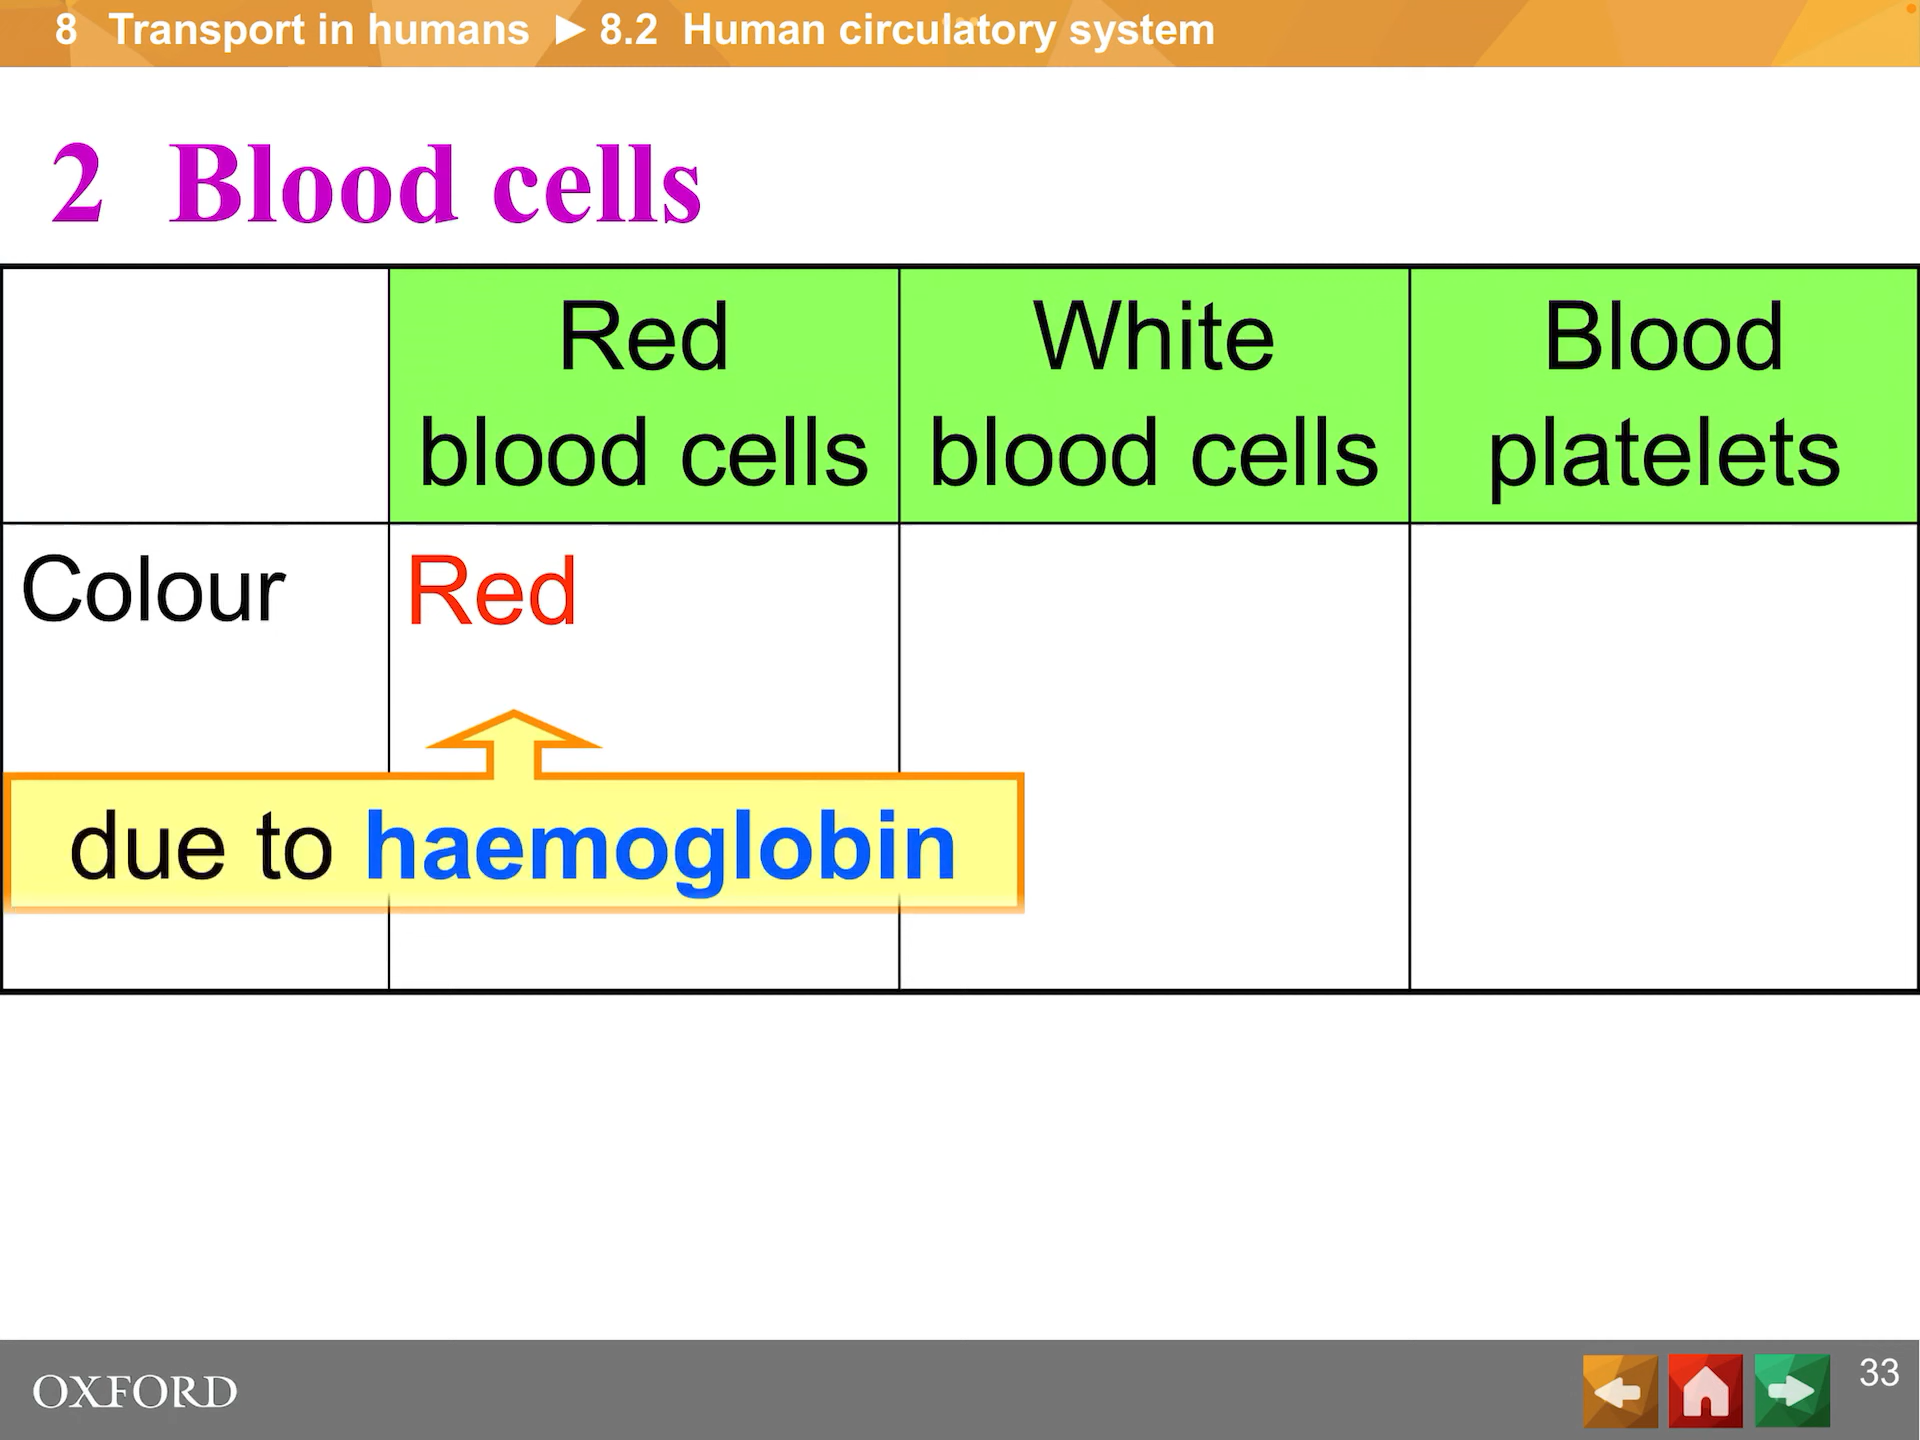 8 Transport in humans ► 8.2 Human circulatory system
2 Blood cells
Red blood cells
White blood cells
Blood platelets
Colour
Red
due to haemoglobin
OXFORD
33